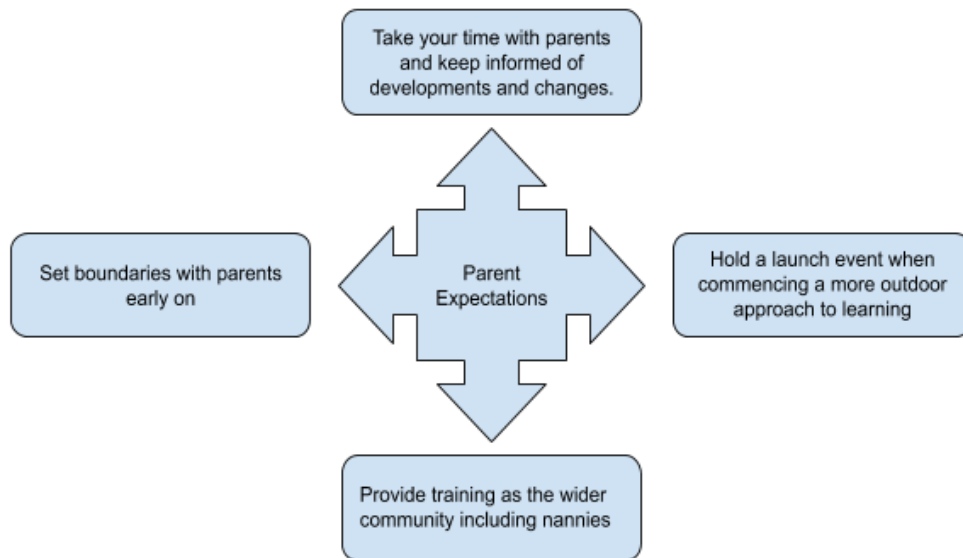 Take your time with parents
and keep informed of
developments and changes.
Set boundaries with parents
early on
Parent
Expectations
Hold a launch event when
commencing a more outdoor
approach to learning
Provide training as the wider
community including nannies